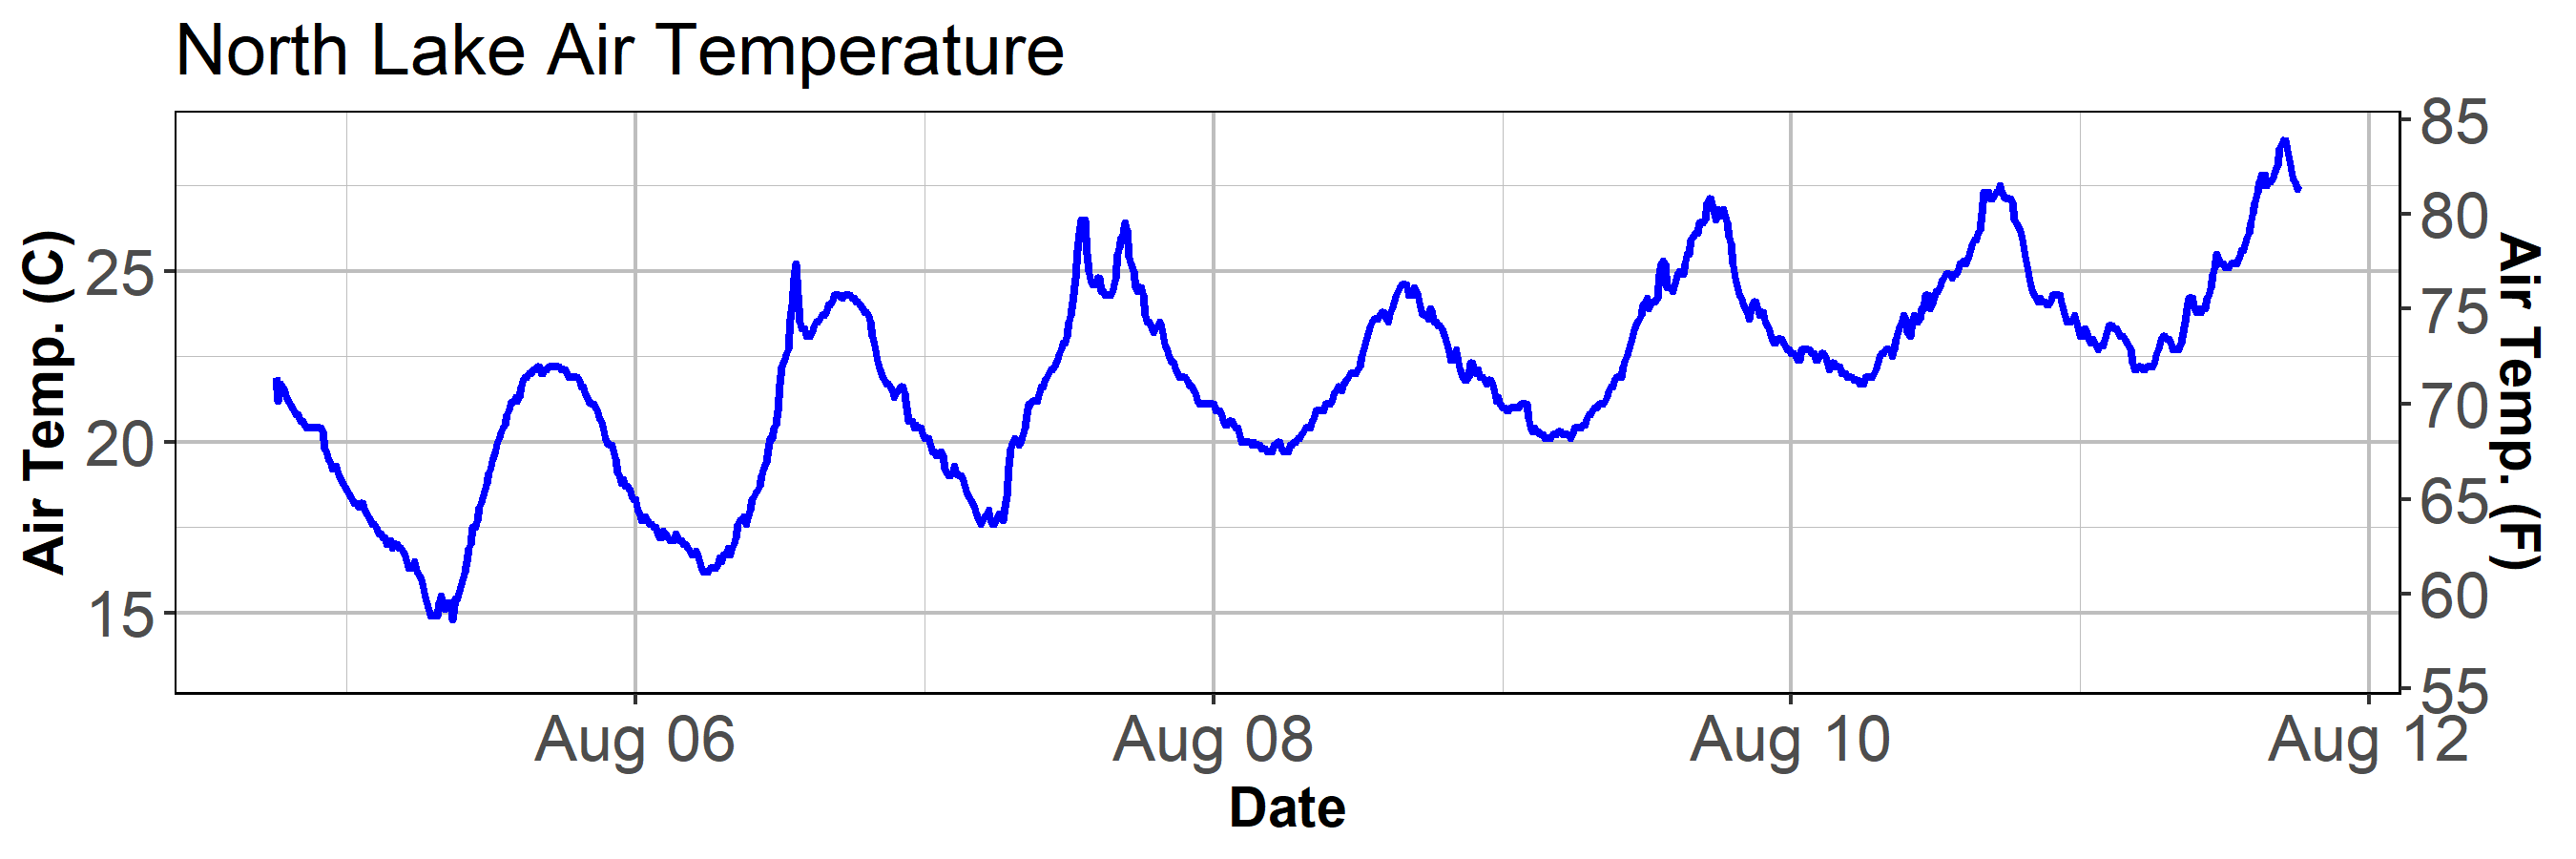 North Lake Air Temperature
Air Temp. (C)
25
20
15
85
80
75
70
65
60
55
Air Temp. (F)
Aug 06
Aug 08
Aug 10
Aug 12
Date